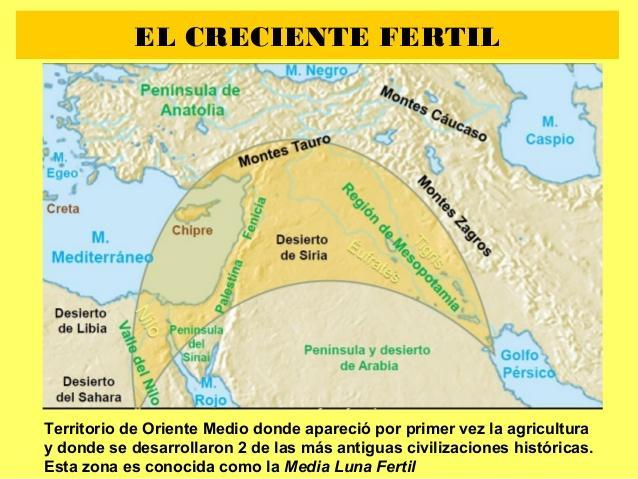 EL CRECIENTE FERTIL
M. Negro
Península de
Anatolia
Montes Cáucaso
M.
Caspio
Montes Tauro
M.
Egeo
Creta
Chipre
Fenicia
Región de Mesopotamia
Montes Zagros
M.
Mediterráneo
Desierto
de Siria
Tigris
Éufrates
Palestina
Desierto
de Libia
Nilo
Valle del Nilo
Península
del
Sinai
Península y desierto
de Arabia
Golfo
Pérsico
Desierto
del Sahara
M.
Rojo
Territorio de Oriente Medio donde apareció por primer vez la agricultura
y donde se desarrollaron 2 de las más antiguas civilizaciones históricas.
Esta zona es conocida como la Media Luna Fertil